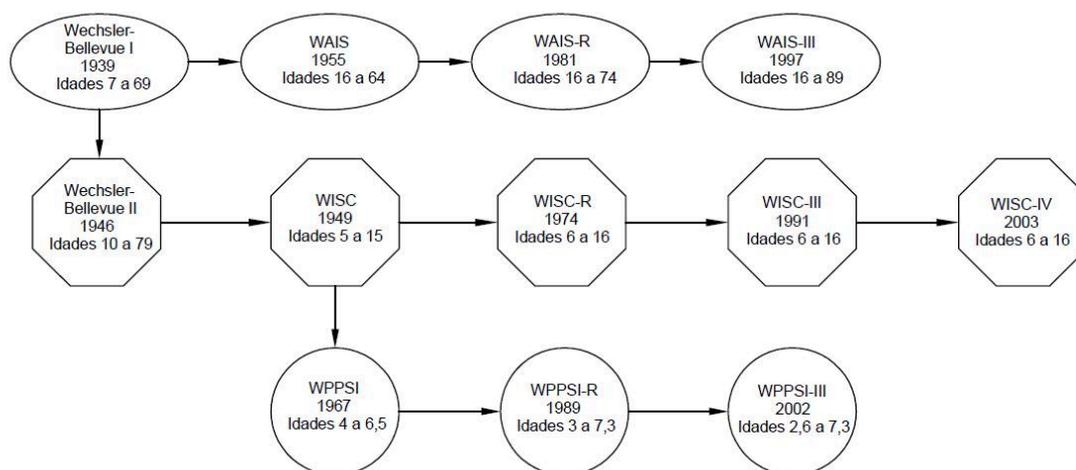 Wechsler-
Bellevue I
1939
Idades 7 a 69
WAIS
1955
Idades 16 a 64
WAIS-R
1981
Idades 16 a 74
WAIS-III
1997
Idades 16 a 89
Wechsler-
Bellevue II
1946
Idades 10 a 79
WISC
1949
Idades 5 a 15
WISC-R
1974
Idades 6 a 16
WISC-III
1991
Idades 6 a 16
WISC-IV
2003
Idades 6 a 16
WPPSI
1967
Idades 4 a 6,5
WPPSI-R
1989
Idades 3 a 7,3
WPPSI-III
2002
Idades 2,6 a 7,3